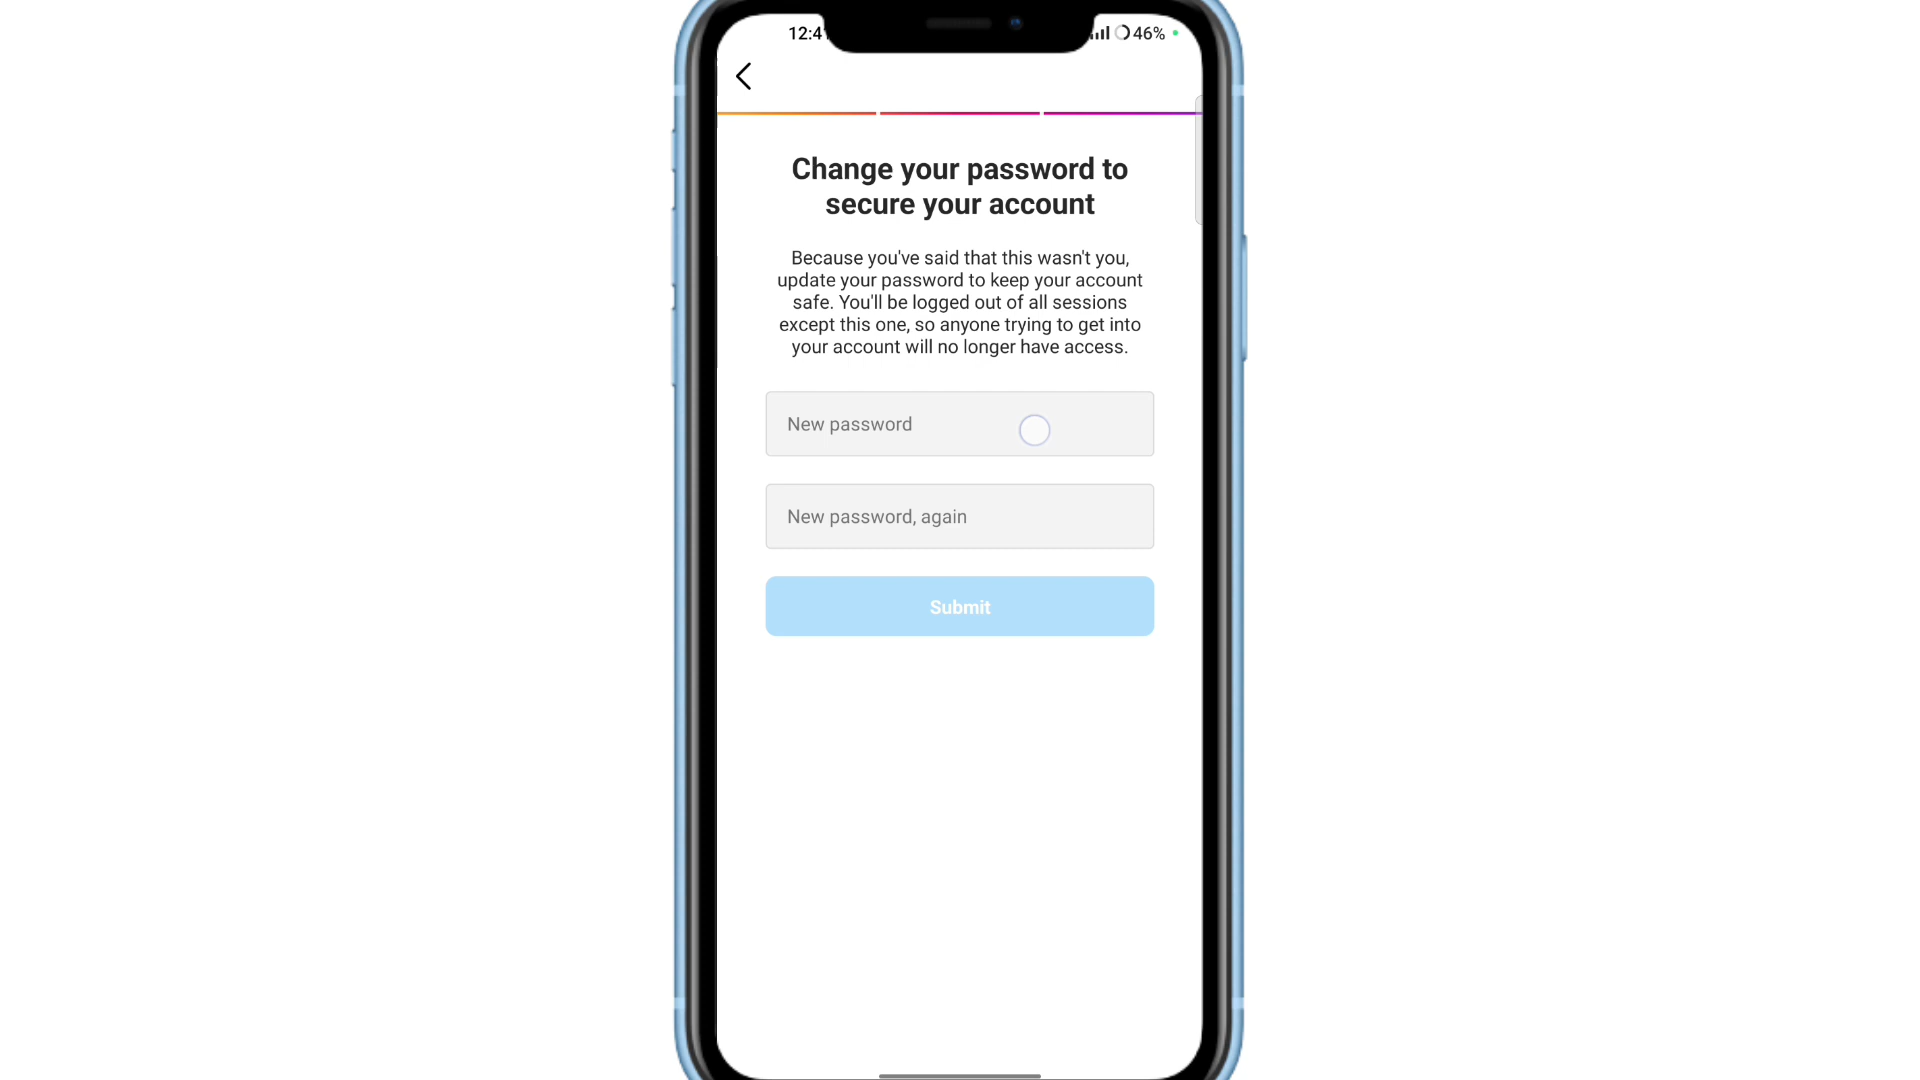 12:4
46%
Change your password to
secure your account
Because you've said that this wasn't you,
update your password to keep your account
safe. You'll be logged out of all sessions
except this one, so anyone trying to get into
your account will no longer have access.
New password
New password, again
Submit